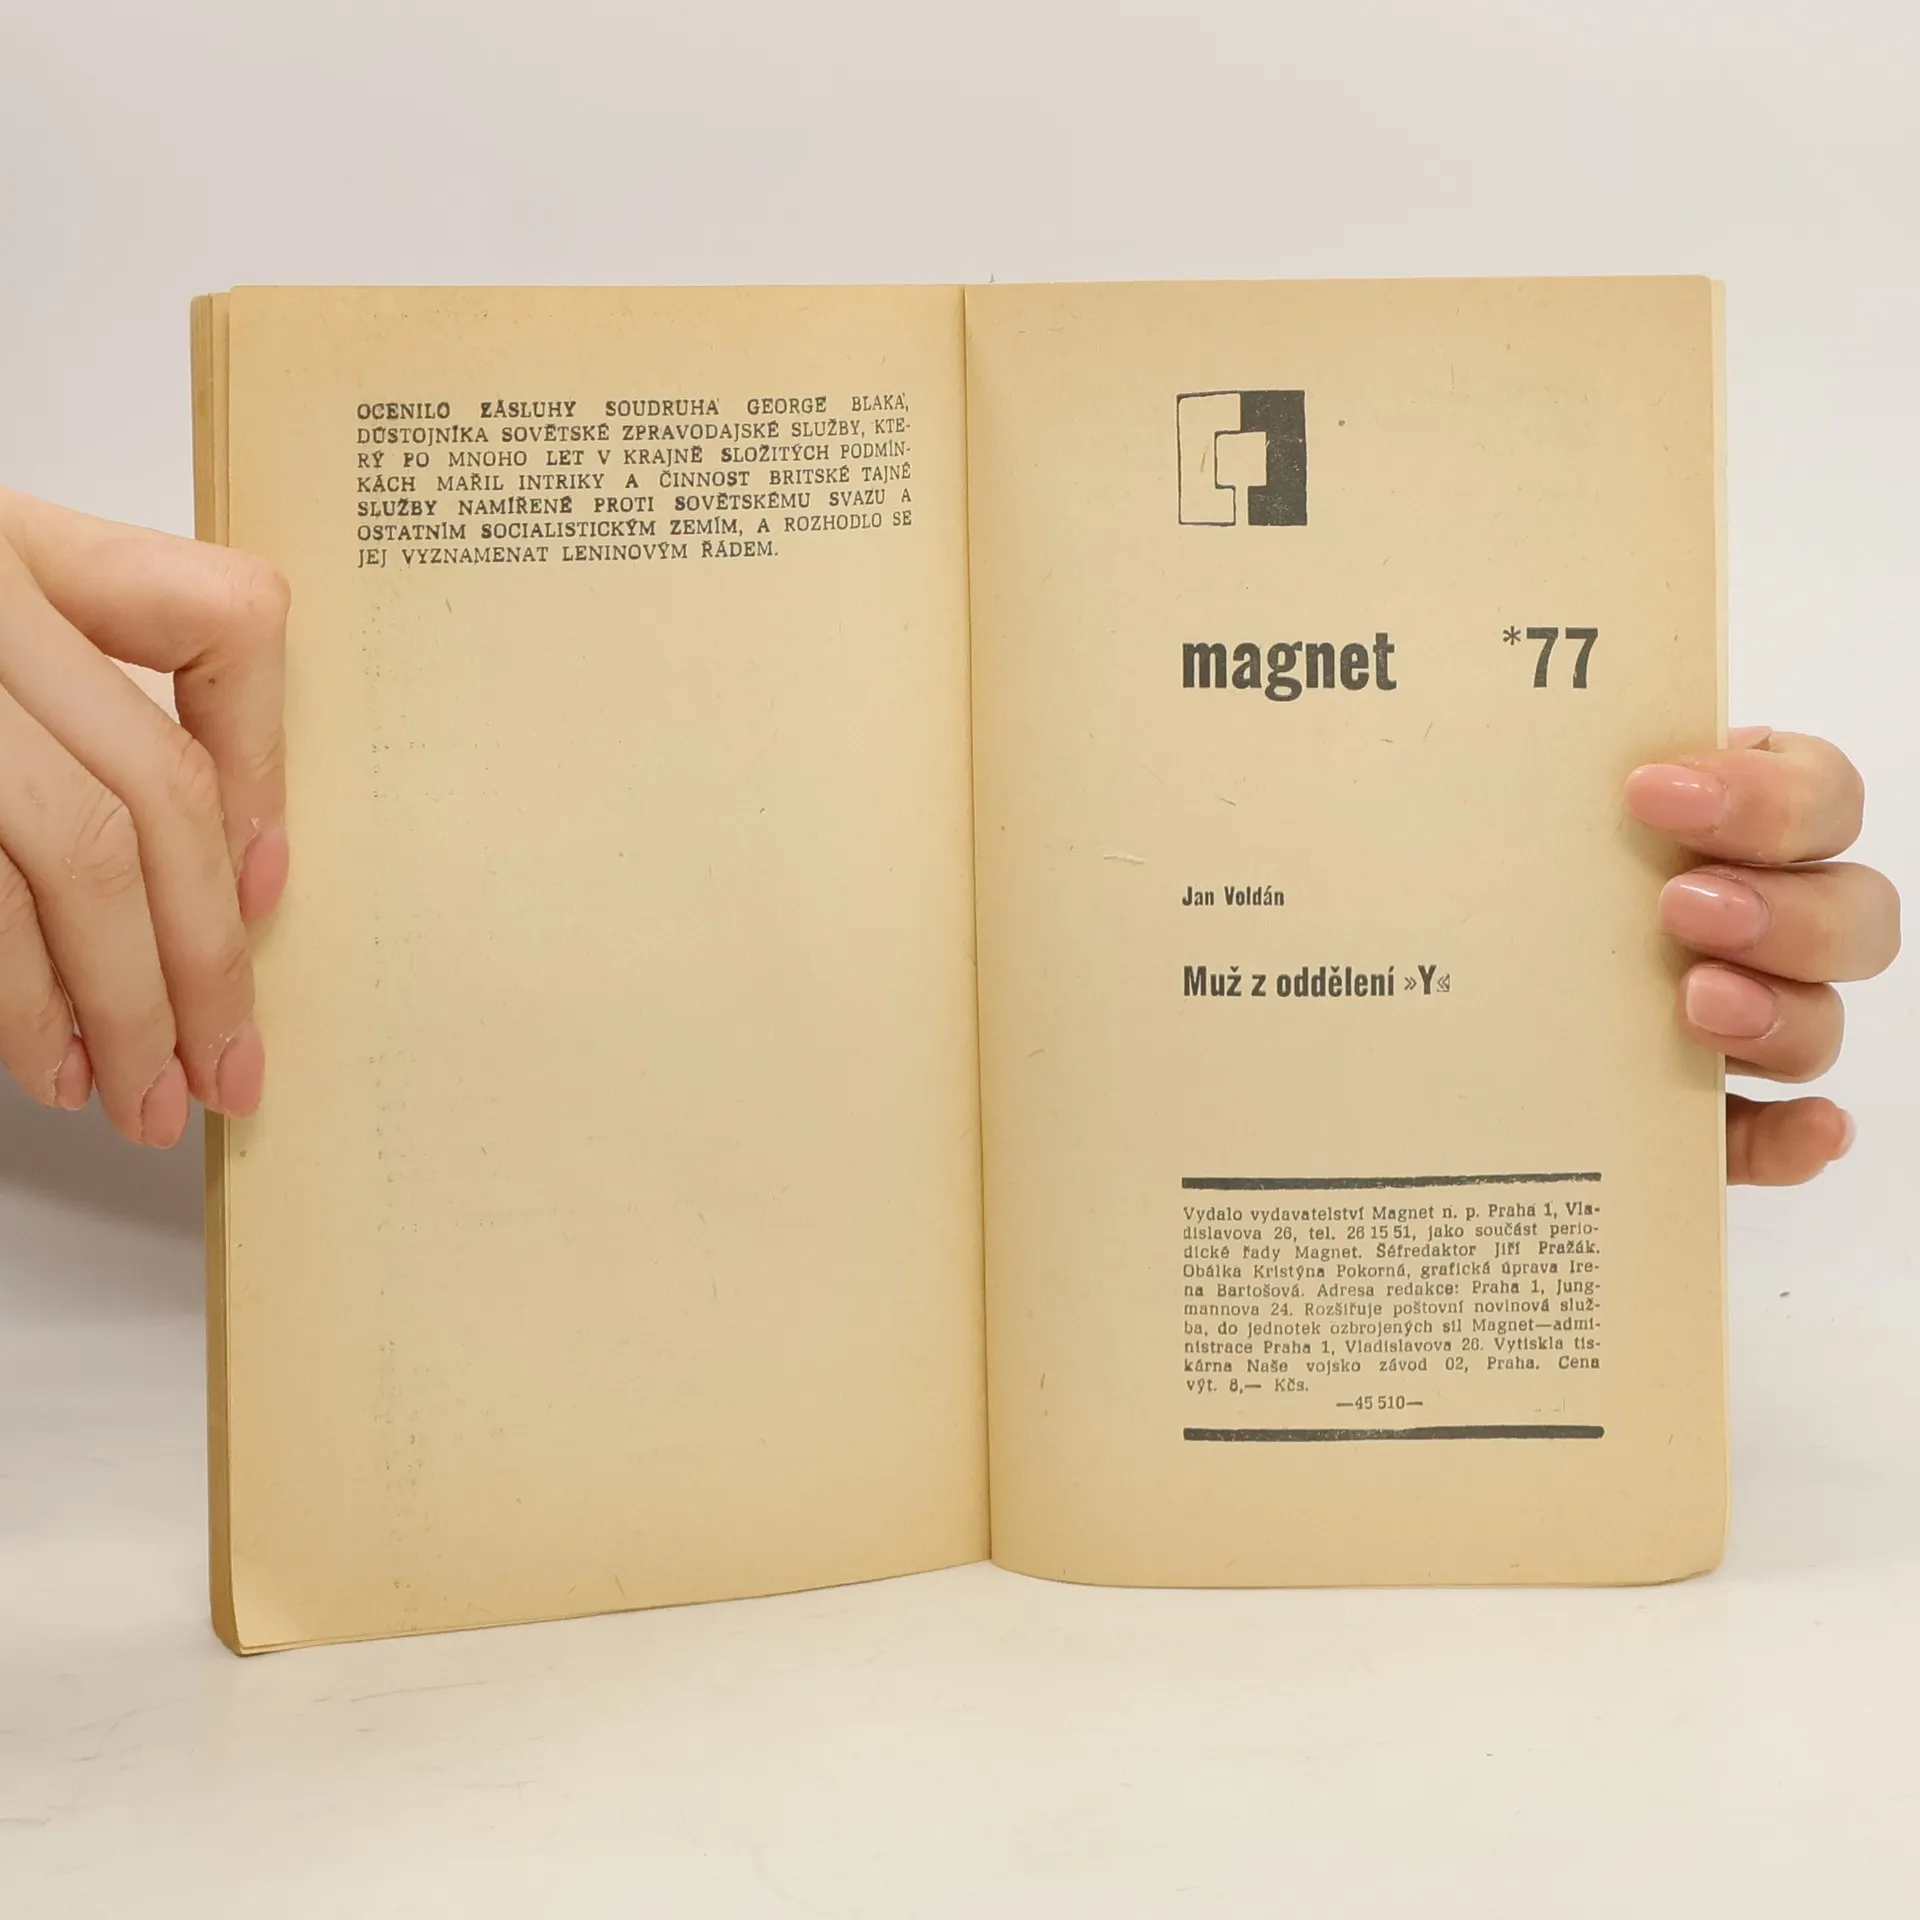 OCENILO ZÁSLUHY SOUDRUHA GEORGE BLAKA,
DŮSTOJNÍKA SOVĚTSKÉ ZPRAVODAJSKÉ SLUŽBY, KTE-
RÝ PO MNOHO LET V KRAJNĚ SLOŽITÝCH PODMÍN-
KÁCH MAŘIL INTRIKY A ČINNOST BRITSKÉ TAJNÉ
SLUŽBY NAMÍŘENÉ PROTI SOVĚTSKÉMU SVAZU A
OSTATNÍM SOCIALISTICKÝM ZEMÍM, A ROZHODLO SE
JEJ VYZNAMENAT LENINOVÝM ŘÁDEM.
magnet *77
Jan Voldán
Muž z oddělení »Y«
Vydalo vydavatelství Magnet n. p. Praha 1, Vla-
dislavova 26, tel. 26 15 51, jako součást perio-
dické řady Magnet. Šéfredaktor Jiří Pražák.
Obálka Kristýna Pokorná, grafická úprava Ire-
na Bartošová. Adresa redakce: Praha 1, Jung-
mannova 24. Rozšiřuje poštovní novinová služ-
ba, do jednotek ozbrojených sil Magnet—admi-
nistrace Praha 1, Vladislavova 26. Vytiskla tis-
kárna Naše vojsko závod 02, Praha. Cena
výt. 8,— Kčs.
—45 510—